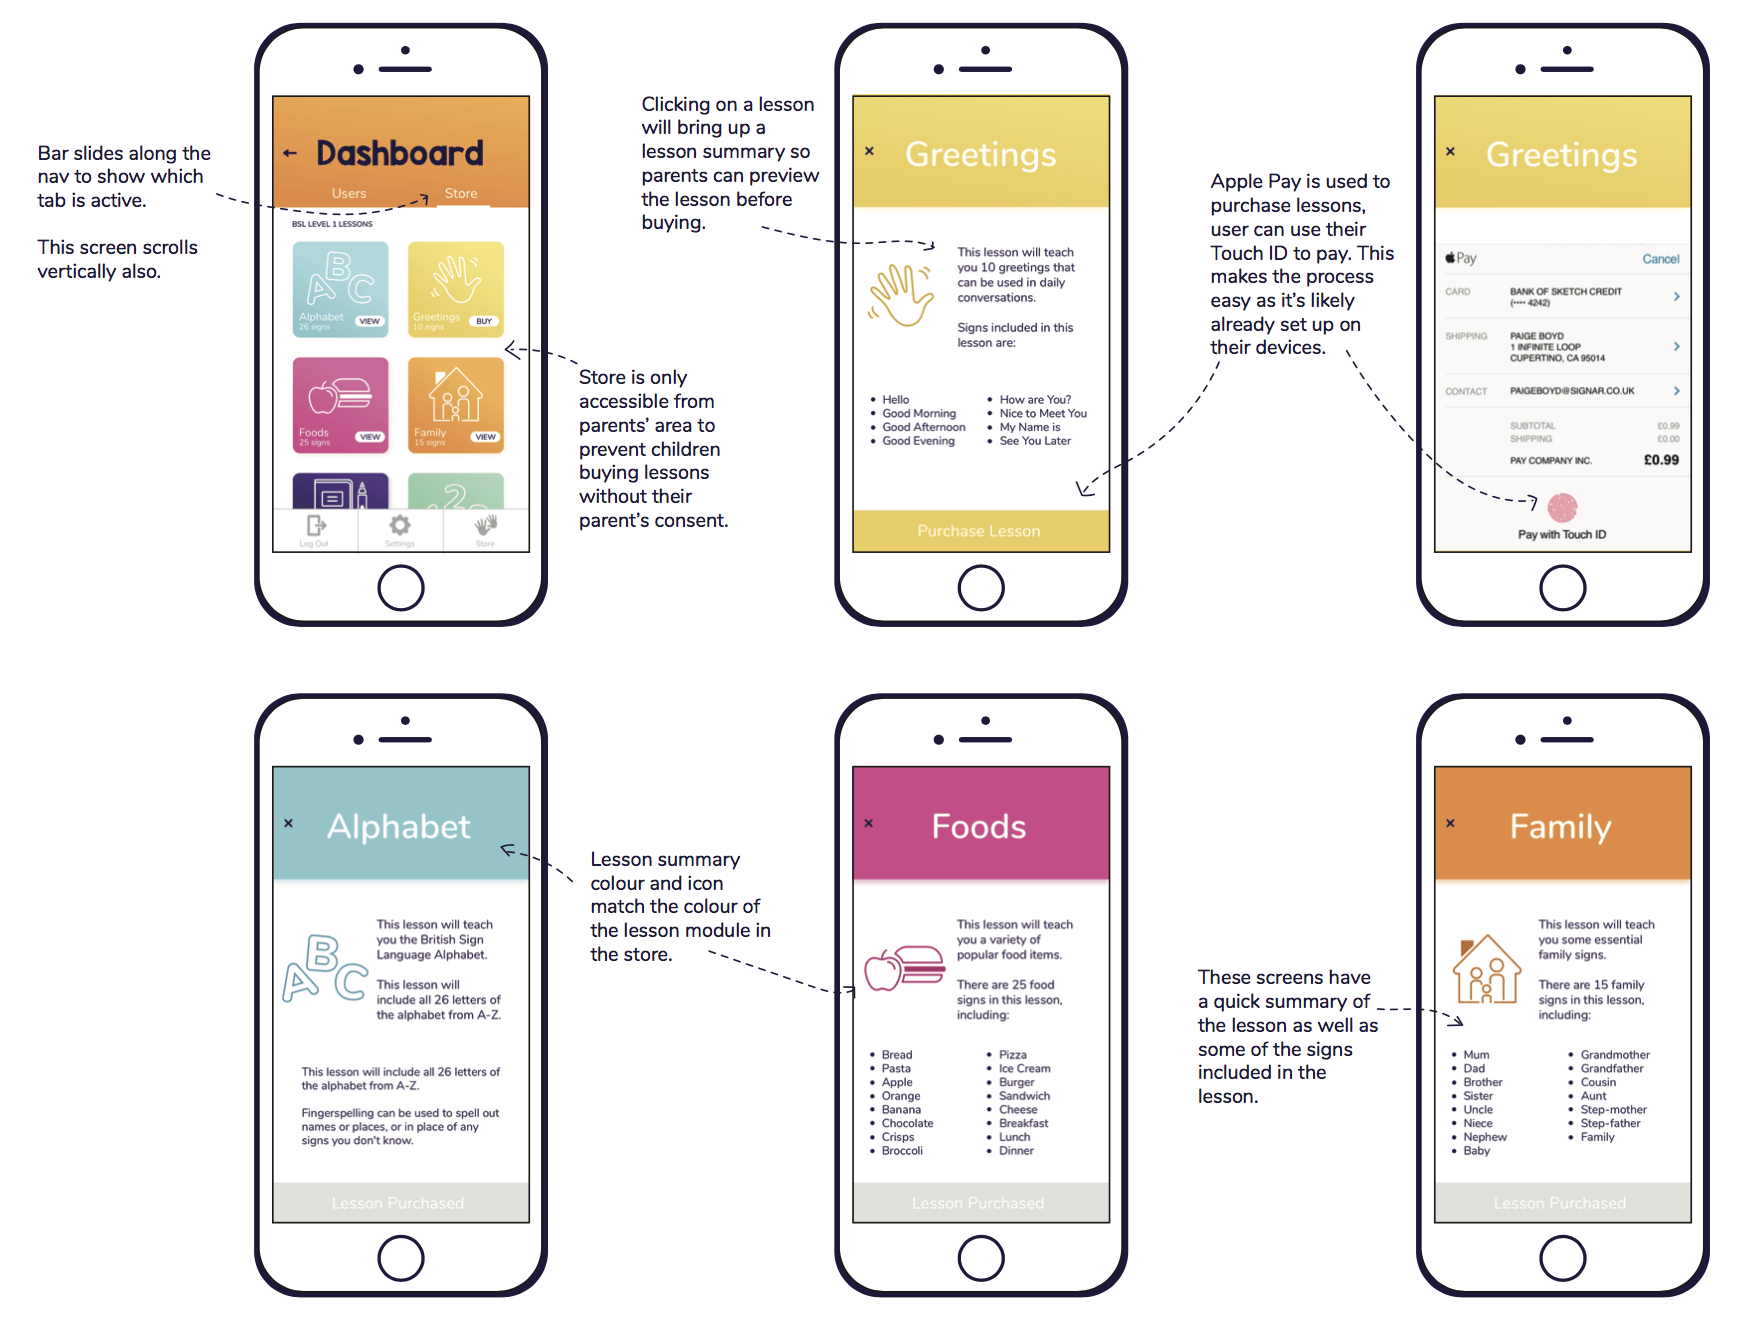 Bar slides along the
nav to show which
tab is active.
This screen scrolls
vertically also.
Dashboard
Users
Store
BSL LEVEL 1 LESSONS
Alphabet
26 signs
VIEW
Greetings
10 signs
BUY
Foods
25 signs
VIEW
Family
15 signs
VIEW
Log Out
Settings
Store
Store is only
accessible from
parents' area to
prevent children
buying lessons
without their
parent's consent.
Clicking on a lesson
will bring up a
lesson summary so
parents can preview
the lesson before
buying.
Greetings
This lesson will teach
you 10 greetings that
can be used in daily
conversations.
Signs included in this
lesson are:
• Hello
• Good Morning
• Good Afternoon
• Good Evening
• How are You?
• Nice to Meet You
• My Name is
• See You Later
Purchase Lesson
Apple Pay is used to
purchase lessons,
user can use their
Touch ID to pay. This
makes the process
easy as it's likely
already set up on
their devices.
Greetings
Pay
Cancel
CARD
BANK OF SKETCH CREDIT
(•••• 4242)
SHIPPING
PAIGE BOYD
1 INFINITE LOOP
CUPERTINO, CA 95014
CONTACT
PAIGEBOYD@SIGNAR.CO.UK
SUBTOTAL £0.99
SHIPPING £0.00
PAY COMPANY INC. £0.99
Pay with Touch ID
Alphabet
ABC
This lesson will teach
you the British Sign
Language Alphabet.
This lesson will
include all 26 letters of
the alphabet from A-Z.
This lesson will include all 26 letters of
the alphabet from A-Z.
Fingerspelling can be used to spell out
names or places, or in place of any
signs you don't know.
Lesson Purchased
Lesson summary
colour and icon
match the colour of
the lesson module in
the store.
Foods
This lesson will teach
you a variety of
popular food items.
There are 25 food
signs in this lesson,
including:
• Bread
• Pasta
• Apple
• Orange
• Banana
• Chocolate
• Crisps
• Broccoli
• Pizza
• Ice Cream
• Burger
• Sandwich
• Cheese
• Breakfast
• Lunch
• Dinner
Lesson Purchased
These screens have
a quick summary of
the lesson as well as
some of the signs
included in the
lesson.
Family
This lesson will teach
you some essential
family signs.
There are 15 family
signs in this lesson,
including:
• Mum
• Dad
• Brother
• Sister
• Uncle
• Niece
• Nephew
• Baby
• Grandmother
• Grandfather
• Cousin
• Aunt
• Step-mother
• Step-father
• Family
Lesson Purchased